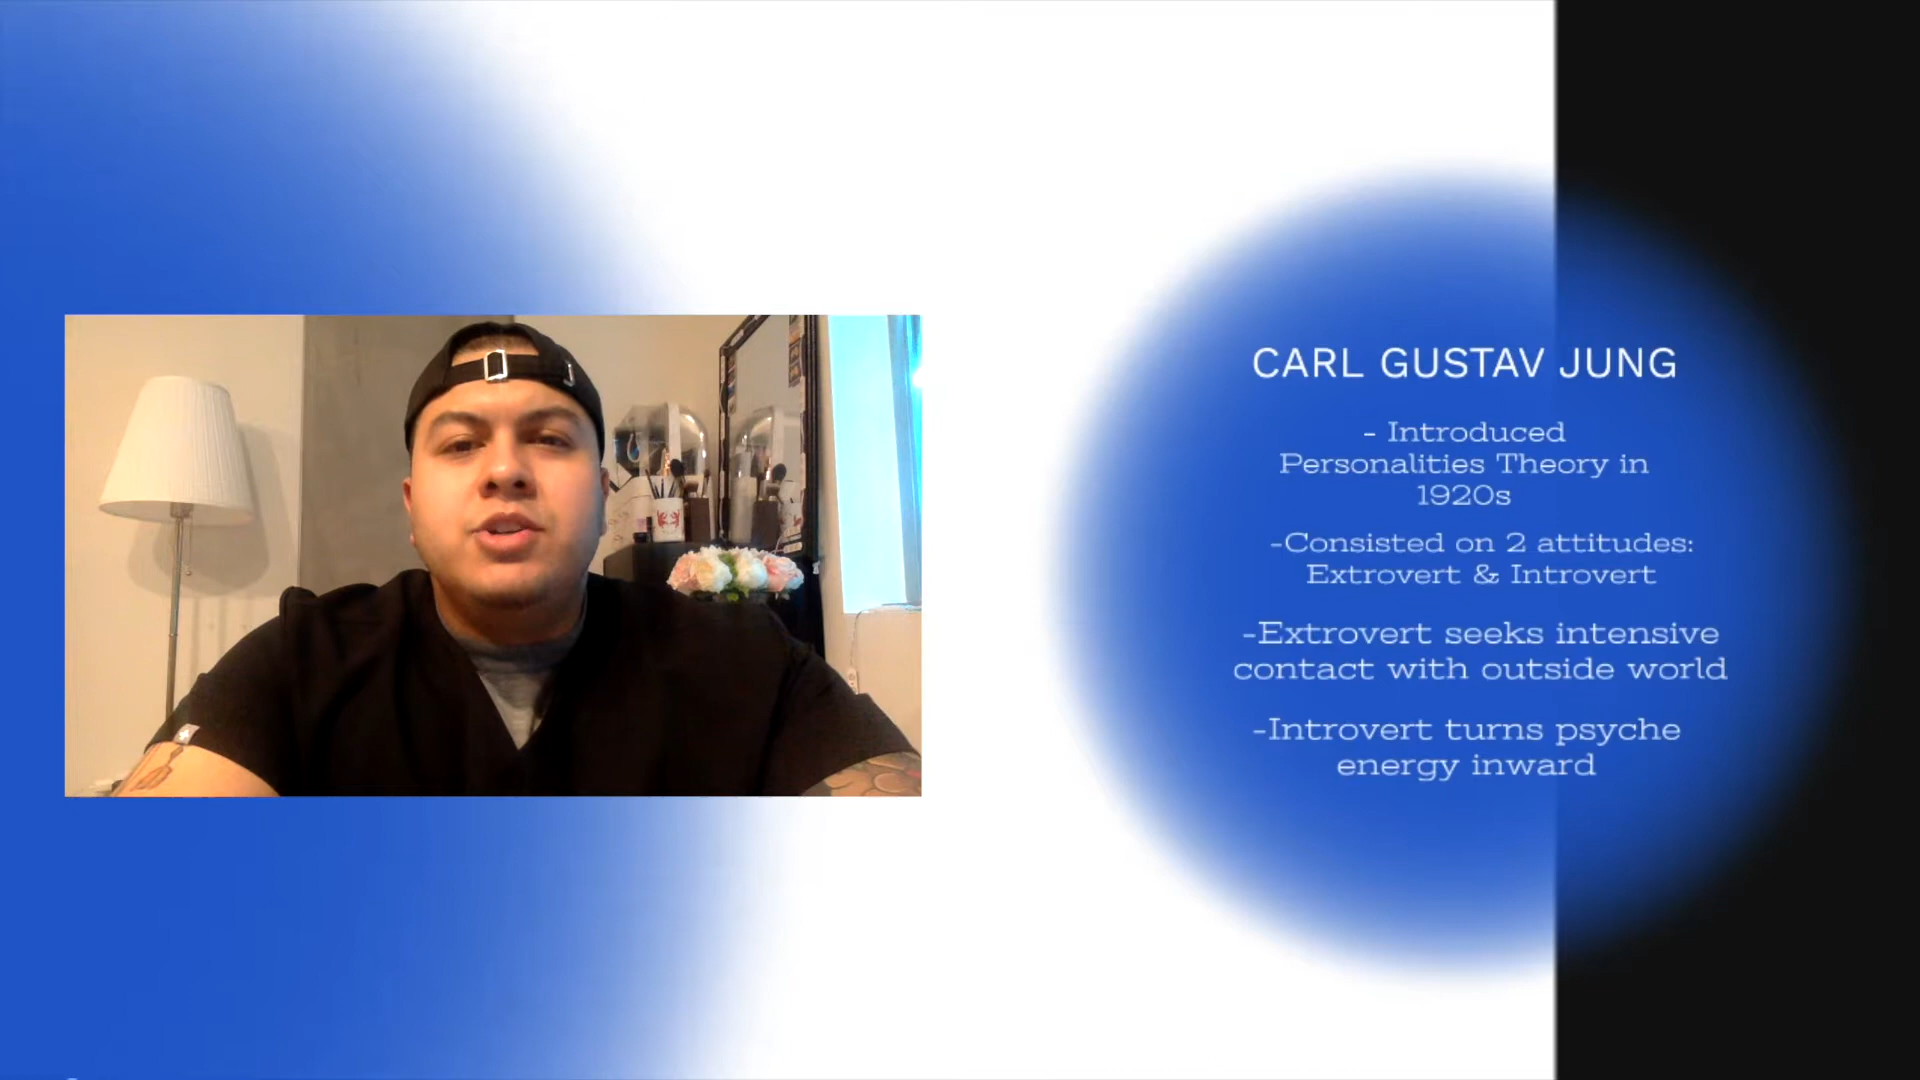 CARL GUSTAV JUNG
- Introduced
Personalities Theory in
1920s
-Consisted on 2 attitudes:
Extrovert & Introvert
-Extrovert seeks intensive
contact with outside world
-Introvert turns psyche
energy inward